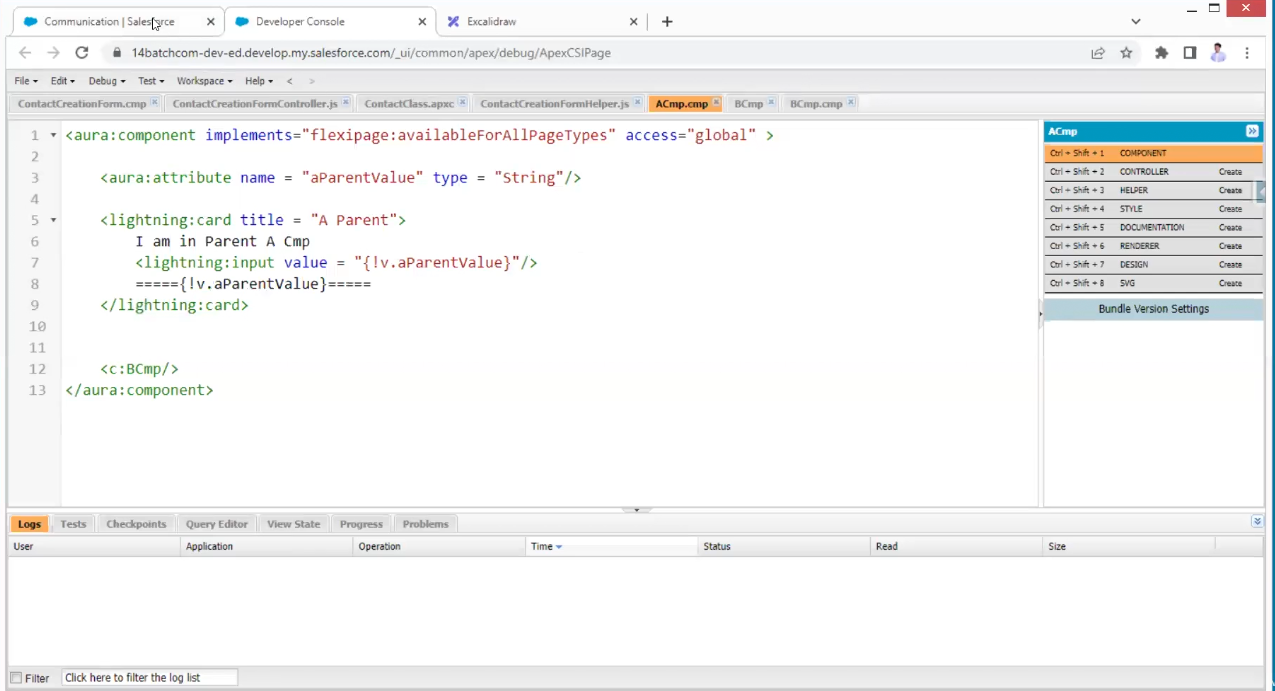 Communication | Salesforce
Developer Console
Excalidraw
14batchcom-dev-ed.develop.my.salesforce.com/_ui/common/apex/debug/ApexCSIPage
File Edit Debug Test Workspace Help < >
ContactCreationForm.cmp ContactCreationFormController.js ContactClass.apxc ContactCreationFormHelper.js ACmp.cmp BCmp BCmp.cmp
1 <aura:component implements="flexipage:availableForAllPageTypes" access="global" >
2
3 <aura:attribute name = "aParentValue" type = "String"/>
4
5 <lightning:card title = "A Parent">
6 I am in Parent A Cmp
7 <lightning:input value = "{!v.aParentValue}"/>
8 ====={!v.aParentValue}=====
9 </lightning:card>
10
11
12 <c:BCmp/>
13 </aura:component>
ACmp
Ctrl + Shift + 1 COMPONENT
Ctrl + Shift + 2 CONTROLLER Create
Ctrl + Shift + 3 HELPER Create
Ctrl + Shift + 4 STYLE Create
Ctrl + Shift + 5 DOCUMENTATION Create
Ctrl + Shift + 6 RENDERER Create
Ctrl + Shift + 7 DESIGN Create
Ctrl + Shift + 8 SVG Create
Bundle Version Settings
Logs Tests Checkpoints Query Editor View State Progress Problems
User Application Operation Time Status Read Size
Filter Click here to filter the log list